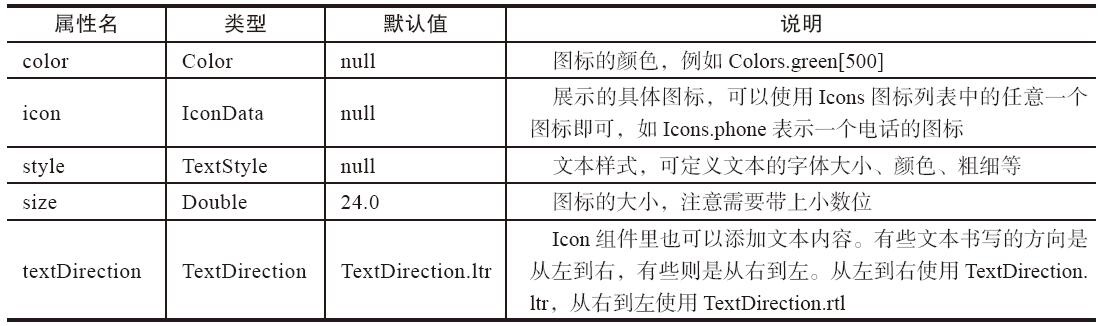 属性名 类型 默认值 说明
color Color null 图标的颜色，例如 Colors.green[500]
icon IconData null 展示的具体图标，可以使用 Icons 图标列表中的任意一个
图标即可，如 Icons.phone 表示一个电话的图标
style TextStyle null 文本样式，可定义文本的字体大小、颜色、粗细等
size Double 24.0 图标的大小，注意需要带上小数位
textDirection TextDirection TextDirection.ltr Icon 组件里也可以添加文本内容。有些文本书写的方向是
从左到右，有些则是从右到左。从左到右使用 TextDirection.
ltr，从右到左使用 TextDirection.rtl